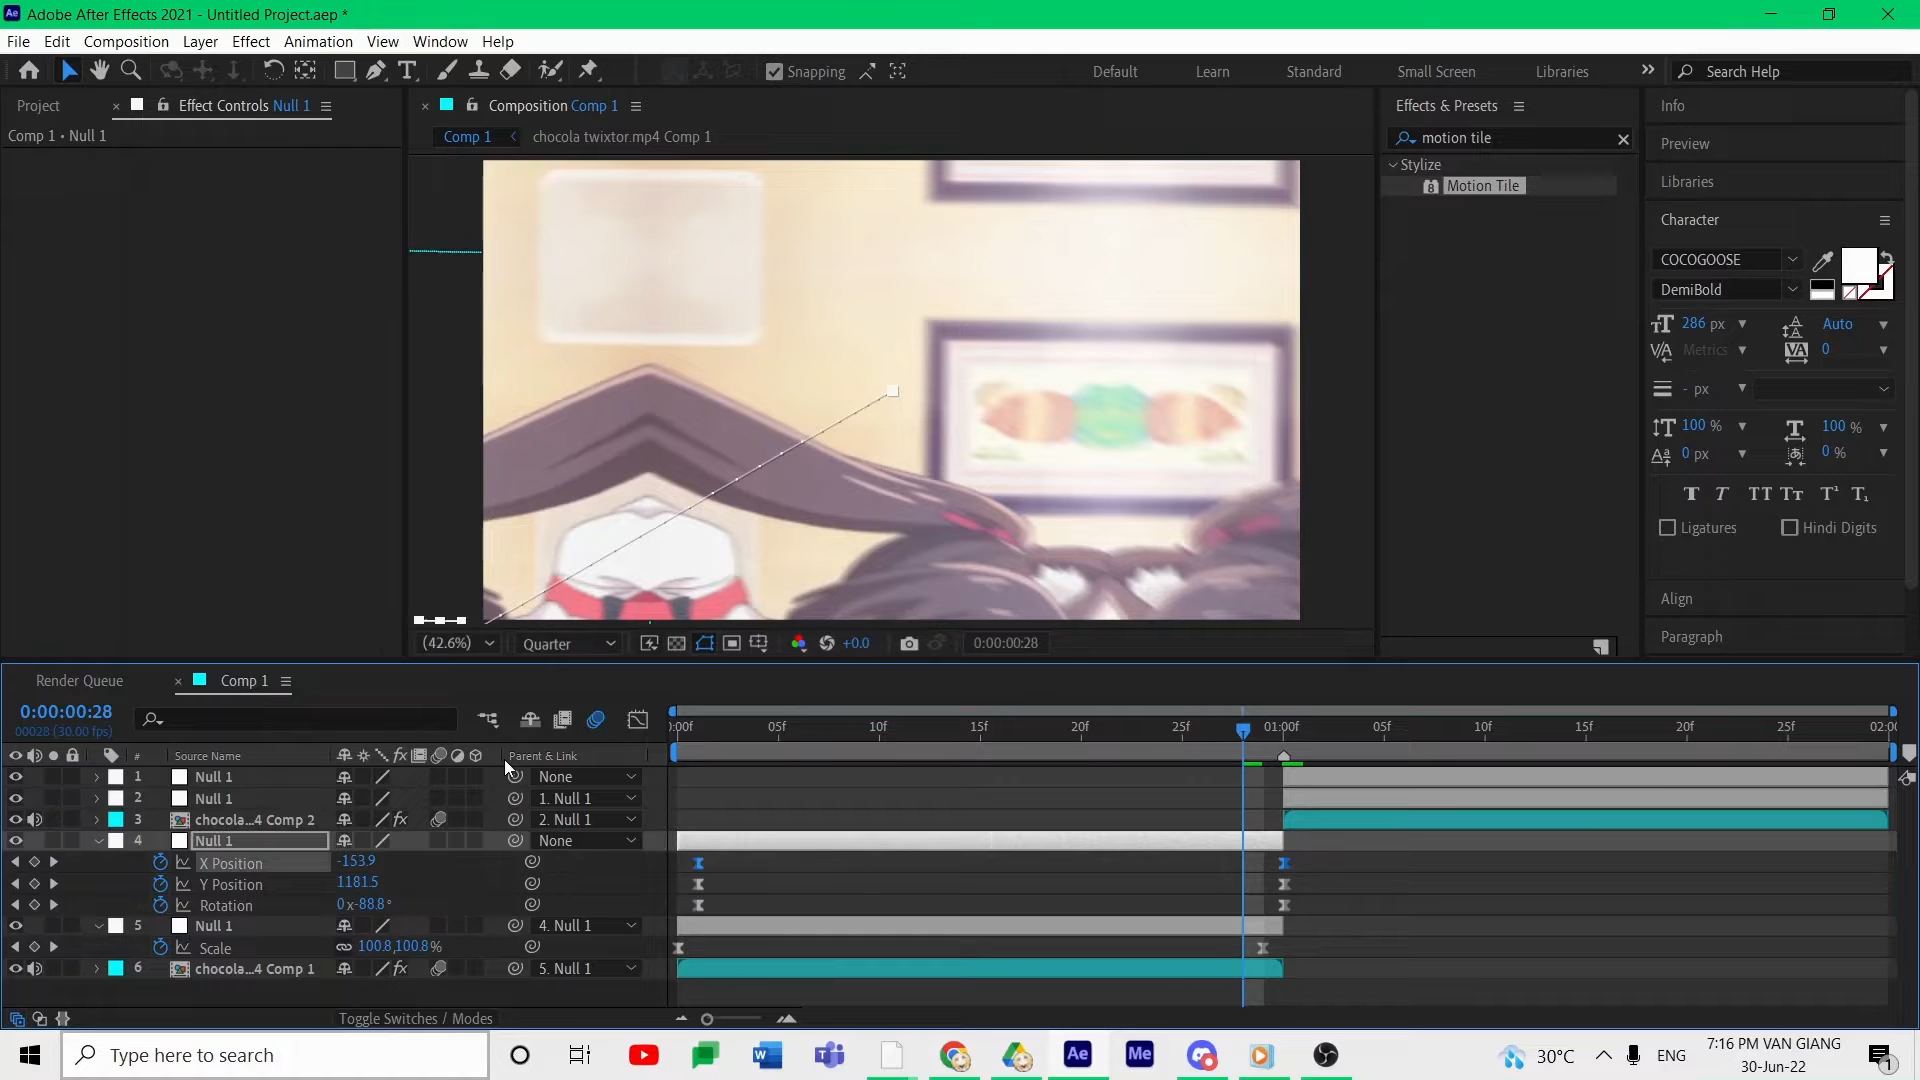 Adobe After Effects 2021 - Untitled Project.aep *
File Edit Composition Layer Effect Animation View Window Help
Snapping Default Learn Standard Small Screen Libraries Search Help
Project Effect Controls Null 1
Comp 1 • Null 1
Composition Comp 1
Comp 1 chocola twixtor.mp4 Comp 1
Effects & Presets
motion tile
Stylize
8 Motion Tile
Info
Preview
Libraries
Character
COCOGOOSE
DemiBold
286 px Auto
Metrics 0
- px
100 % 100 %
0 px 0 %
Ligatures Hindi Digits
Align
Paragraph
(42.6%) Quarter +0.0 0:00:00:28
Render Queue Comp 1
0:00:00:28
00028 (30.00 fps)
:00f 05f 10f 15f 20f 25f 01:00f 05f 10f 15f 20f 25f 02:00
# Source Name fx Parent & Link
1 Null 1 None
2 Null 1 1. Null 1
3 chocola...4 Comp 2 fx 2. Null 1
4 Null 1 None
X Position -153.9
Y Position 1181.5
Rotation 0x-88.8°
5 Null 1 4. Null 1
Scale 100.8,100.8%
6 chocola...4 Comp 1 fx 5. Null 1
Toggle Switches / Modes
Type here to search
Ae Me 30°C ENG 7:16 PM VAN GIANG
30-Jun-22
1